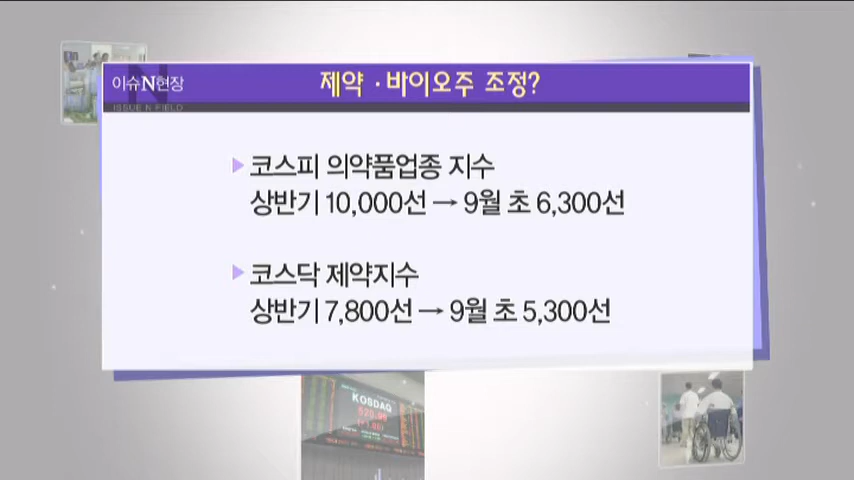 이슈N현장
ISSUE N FIELD
제약·바이오주 조정?
▶ 코스피 의약품업종 지수
상반기 10,000선 → 9월 초 6,300선
▶ 코스닥 제약지수
상반기 7,800선 → 9월 초 5,300선
KOSDAQ